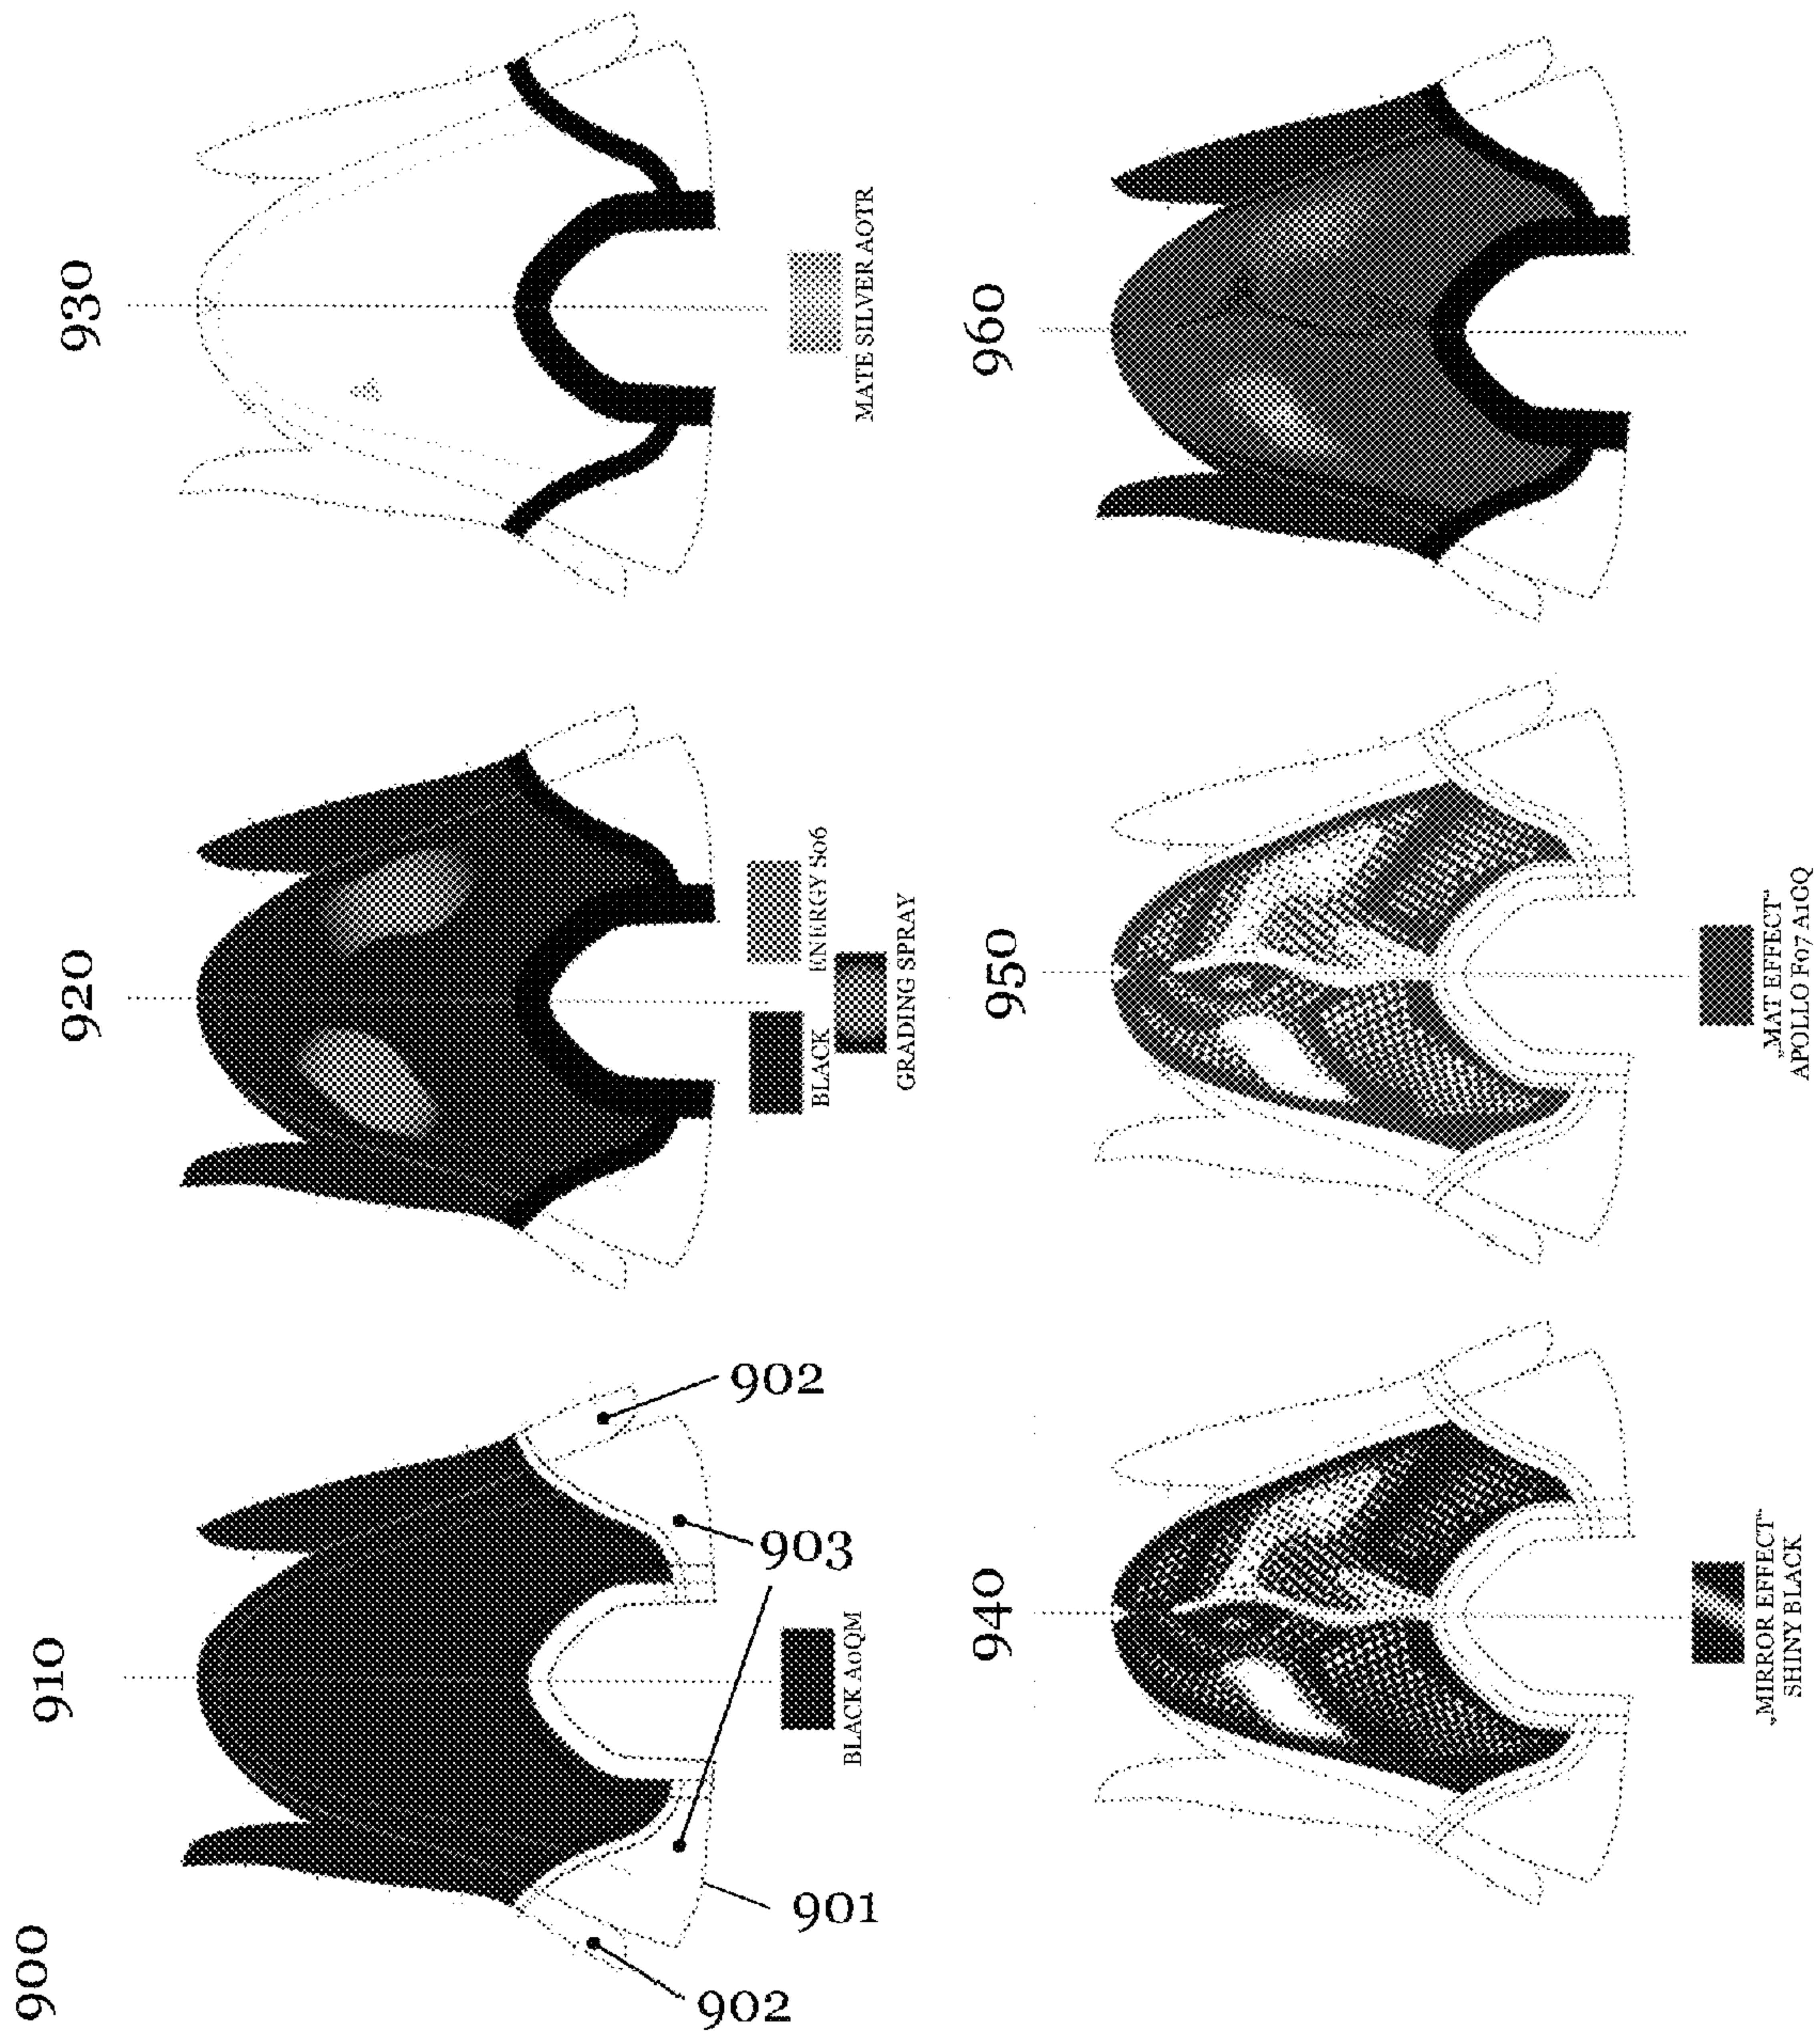 900
910
902
903
901
902
BLACK A0QM
920
BLACK
ENERGY S06
GRADING SPRAY
930
MATE SILVER AOTR
940
„MIRROR EFFECT“
SHINY BLACK
950
„MAT EFFECT“
APOLLO F07 A1GQ
960